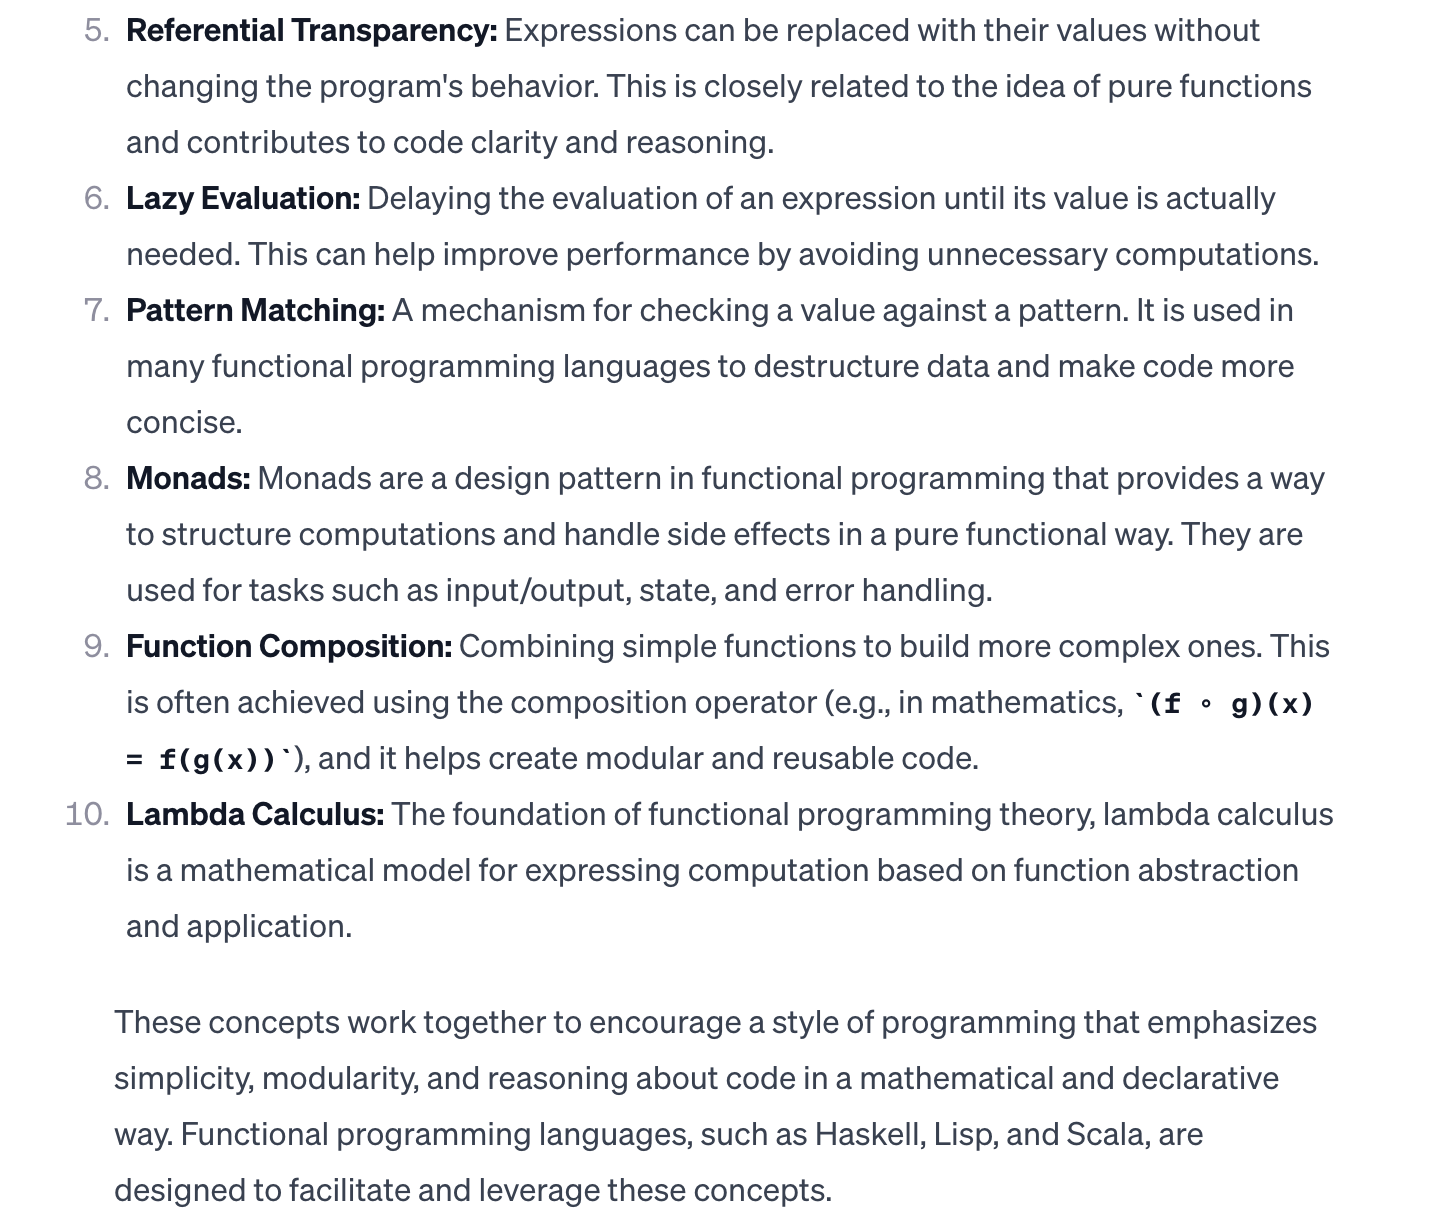 5. Referential Transparency: Expressions can be replaced with their values without
changing the program's behavior. This is closely related to the idea of pure functions
and contributes to code clarity and reasoning.
6. Lazy Evaluation: Delaying the evaluation of an expression until its value is actually
needed. This can help improve performance by avoiding unnecessary computations.
7. Pattern Matching: A mechanism for checking a value against a pattern. It is used in
many functional programming languages to destructure data and make code more
concise.
8. Monads: Monads are a design pattern in functional programming that provides a way
to structure computations and handle side effects in a pure functional way. They are
used for tasks such as input/output, state, and error handling.
9. Function Composition: Combining simple functions to build more complex ones. This
is often achieved using the composition operator (e.g., in mathematics, `(f ∘ g)(x)
= f(g(x))`), and it helps create modular and reusable code.
10. Lambda Calculus: The foundation of functional programming theory, lambda calculus
is a mathematical model for expressing computation based on function abstraction
and application.
These concepts work together to encourage a style of programming that emphasizes
simplicity, modularity, and reasoning about code in a mathematical and declarative
way. Functional programming languages, such as Haskell, Lisp, and Scala, are
designed to facilitate and leverage these concepts.